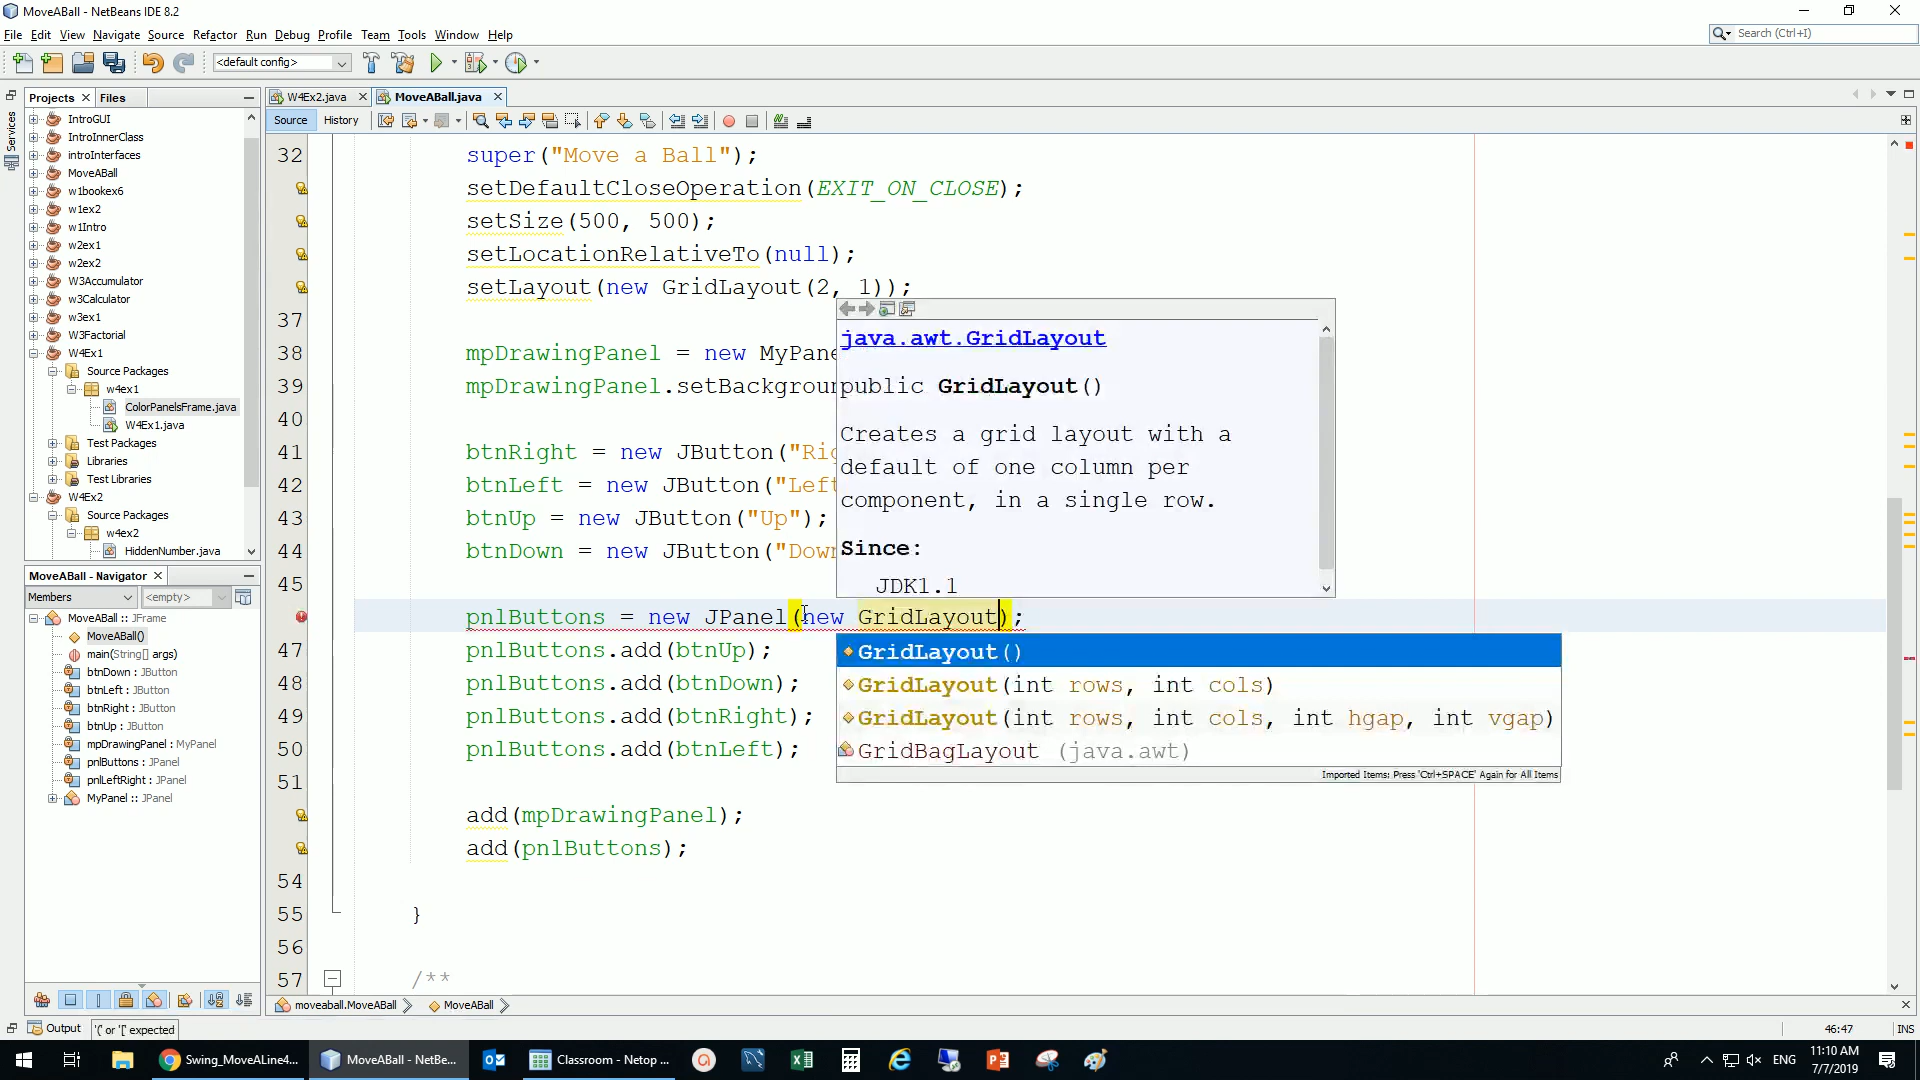 MoveABall - NetBeans IDE 8.2
File Edit View Navigate Source Refactor Run Debug Profile Team Tools Window Help
Search (Ctrl+I)
<default config>
Projects Files
W4Ex2.java MoveABall.java
Services
Source History
IntroGUI
IntroInnerClass
introInterfaces
MoveABall
w1bookex6
w1ex2
w1Intro
w2ex1
w2ex2
W3Accumulator
w3Calculator
w3ex1
W3Factorial
W4Ex1
Source Packages
w4ex1
ColorPanelsFrame.java
W4Ex1.java
Test Packages
Libraries
Test Libraries
W4Ex2
Source Packages
w4ex2
HiddenNumber.java
MoveABall - Navigator
Members <empty>
MoveABall :: JFrame
MoveABall()
main(String[] args)
btnDown : JButton
btnLeft : JButton
btnRight : JButton
btnUp : JButton
mpDrawingPanel : MyPanel
pnlButtons : JPanel
pnlLeftRight : JPanel
MyPanel :: JPanel
32 super("Move a Ball");
setDefaultCloseOperation(EXIT_ON_CLOSE);
setSize(500, 500);
setLocationRelativeTo(null);
setLayout(new GridLayout(2, 1));
37
38 mpDrawingPanel = new MyPane
39 mpDrawingPanel.setBackgroun
40
41 btnRight = new JButton("Rig
42 btnLeft = new JButton("Left
43 btnUp = new JButton("Up");
44 btnDown = new JButton("Down
45
pnlButtons = new JPanel(new GridLayout);
47 pnlButtons.add(btnUp);
48 pnlButtons.add(btnDown);
49 pnlButtons.add(btnRight);
50 pnlButtons.add(btnLeft);
51
add(mpDrawingPanel);
add(pnlButtons);
54
55 }
56
57 /**
java.awt.GridLayout
public GridLayout()
Creates a grid layout with a
default of one column per
component, in a single row.
Since:
JDK1.1
GridLayout()
GridLayout(int rows, int cols)
GridLayout(int rows, int cols, int hgap, int vgap)
GridBagLayout (java.awt)
Imported Items; Press 'Ctrl+SPACE' Again for All Items
moveaball.MoveABall MoveABall
Output '(' or '[' expected
46:47 INS
Swing_MoveALine4... MoveABall - NetBe... Classroom - Netop ...
ENG
11:10 AM
7/7/2019